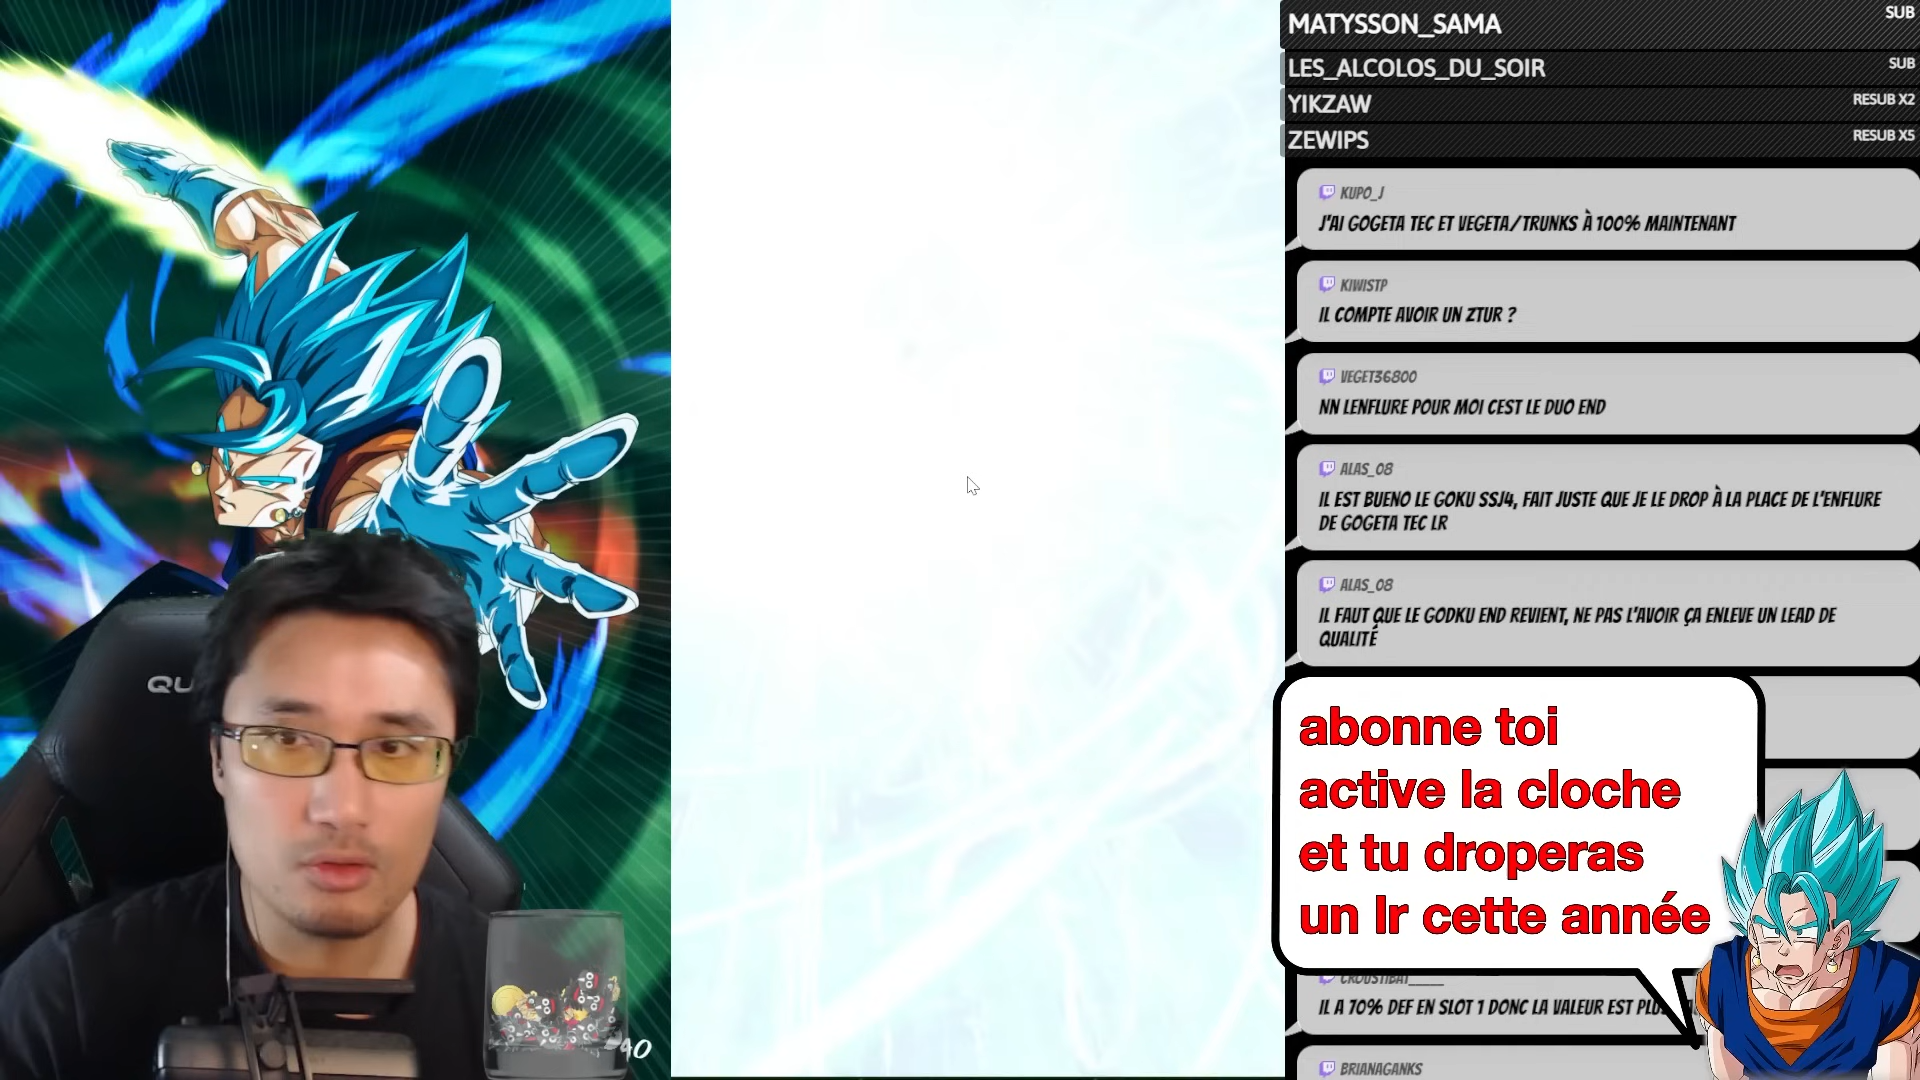 MATYSSON_SAMA
SUB
LES_ALCOLOS_DU_SOIR
SUB
YIKZAW
RESUB X2
ZEWIPS
RESUB X5
KUPO_J
J'AI GOGETA TEC ET VEGETA/TRUNKS À 100% MAINTENANT
KIWISTP
IL COMPTE AVOIR UN ZTUR ?
VEGET36800
NN LENFLURE POUR MOI CEST LE DUO END
ALAS_08
IL EST BUENO LE GOKU SSJ4, FAIT JUSTE QUE JE LE DROP À LA PLACE DE L'ENFLURE
DE GOGETA TEC LR
ALAS_08
IL FAUT QUE LE GODKU END REVIENT, NE PAS L'AVOIR ÇA ENLEVE UN LEAD DE
QUALITÉ
abonne toi
active la cloche
et tu droperas
un lr cette année
CROUSTIBAT_____
IL A 70% DEF EN SLOT 1 DONC LA VALEUR EST
BRIANAGANKS
QU
40